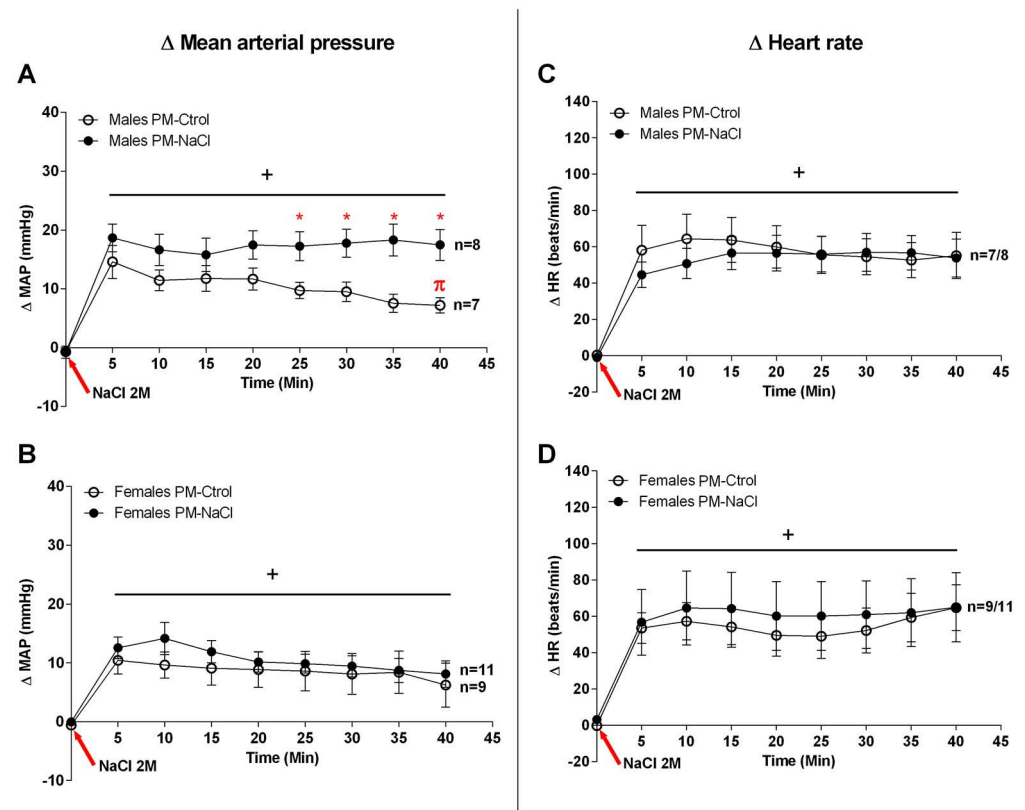 Δ Mean arterial pressure
A
Δ MAP (mmHg)
40
30
20
10
0
-10
Males PM-Ctrol
Males PM-NaCl
+
* * * *
n=8
π
n=7
5 10 15 20 25 30 35 40 45
Time (Min)
NaCl 2M
B
Δ MAP (mmHg)
40
30
20
10
0
-10
Females PM-Ctrol
Females PM-NaCl
+
n=11
n=9
5 10 15 20 25 30 35 40 45
Time (Min)
NaCl 2M
Δ Heart rate
C
Δ HR (beats/min)
140
120
100
80
60
40
20
0
-20
Males PM-Ctrol
Males PM-NaCl
+
n=7/8
5 10 15 20 25 30 35 40 45
Time (Min)
NaCl 2M
D
Δ HR (beats/min)
140
120
100
80
60
40
20
0
-20
Females PM-Ctrol
Females PM-NaCl
+
n=9/11
5 10 15 20 25 30 35 40 45
Time (Min)
NaCl 2M